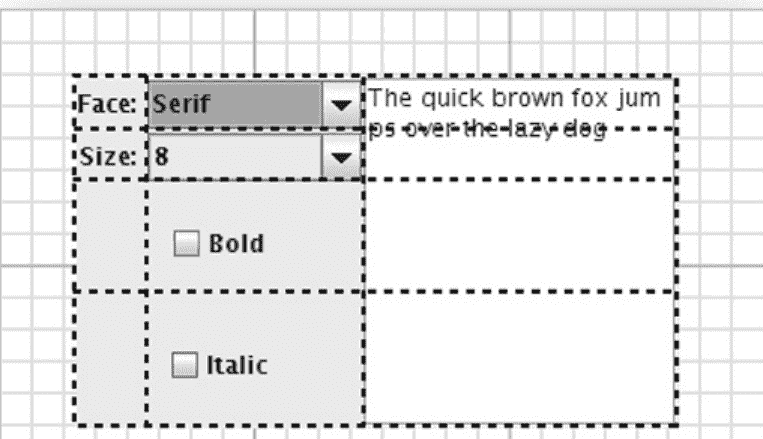 Face: Serif
The quick brown fox jum
ps over the lazy dog
Size: 8
Bold
Italic